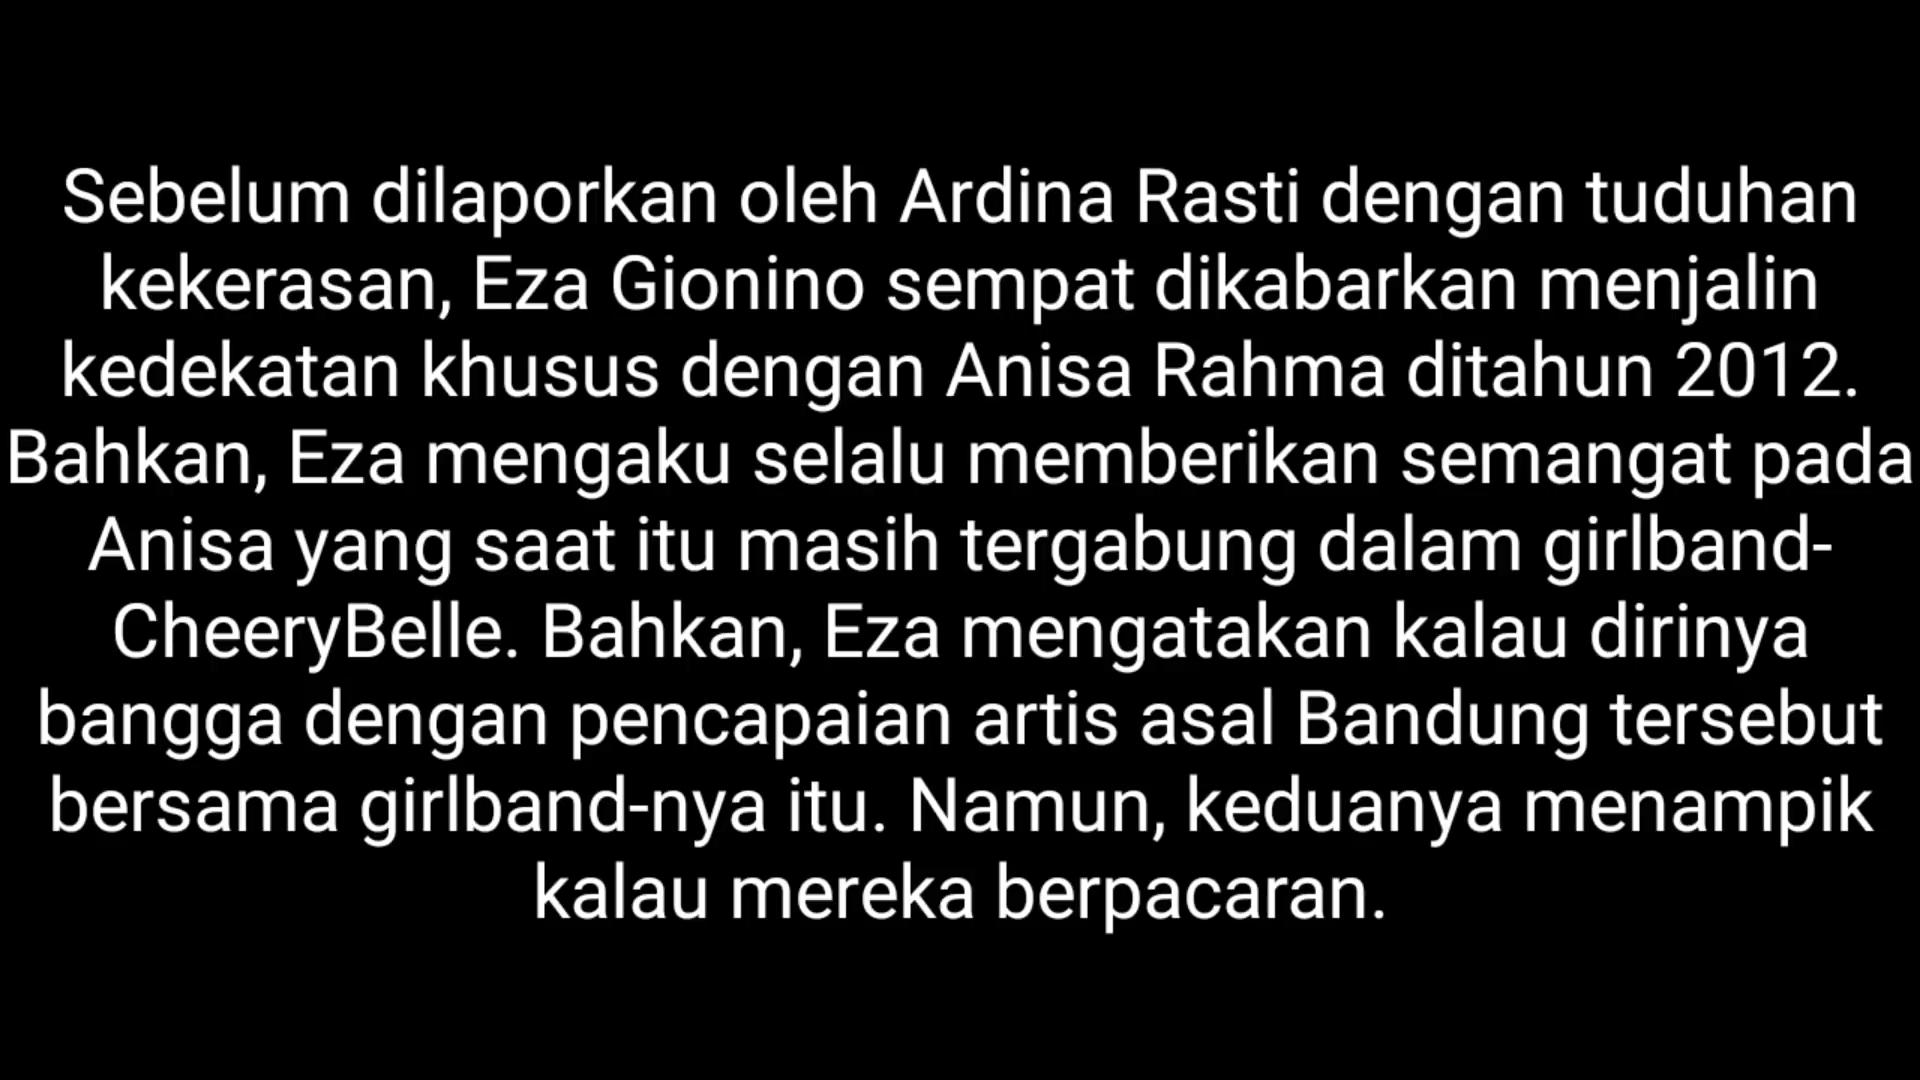 Sebelum dilaporkan oleh Ardina Rasti dengan tuduhan
kekerasan, Eza Gionino sempat dikabarkan menjalin
kedekatan khusus dengan Anisa Rahma ditahun 2012.
Bahkan, Eza mengaku selalu memberikan semangat pada
Anisa yang saat itu masih tergabung dalam girlband-
CheeryBelle. Bahkan, Eza mengatakan kalau dirinya
bangga dengan pencapaian artis asal Bandung tersebut
bersama girlband-nya itu. Namun, keduanya menampik
kalau mereka berpacaran.